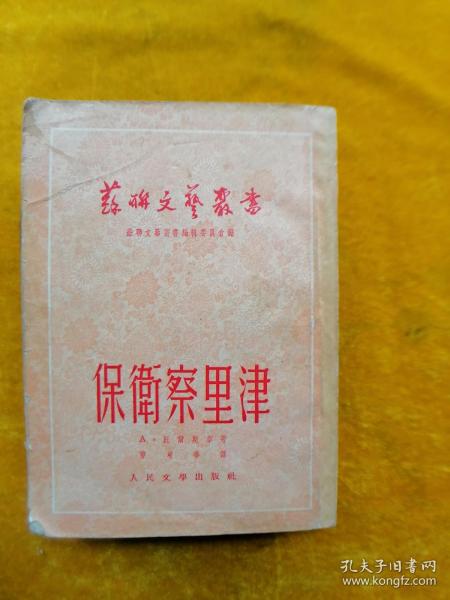 蘇聯文藝叢書
蘇聯文藝叢書編輯委員會編
保衛察里津
A·托爾斯泰著
曹靖華譯
人民文學出版社
孔夫子旧书网
www.kongfz.com